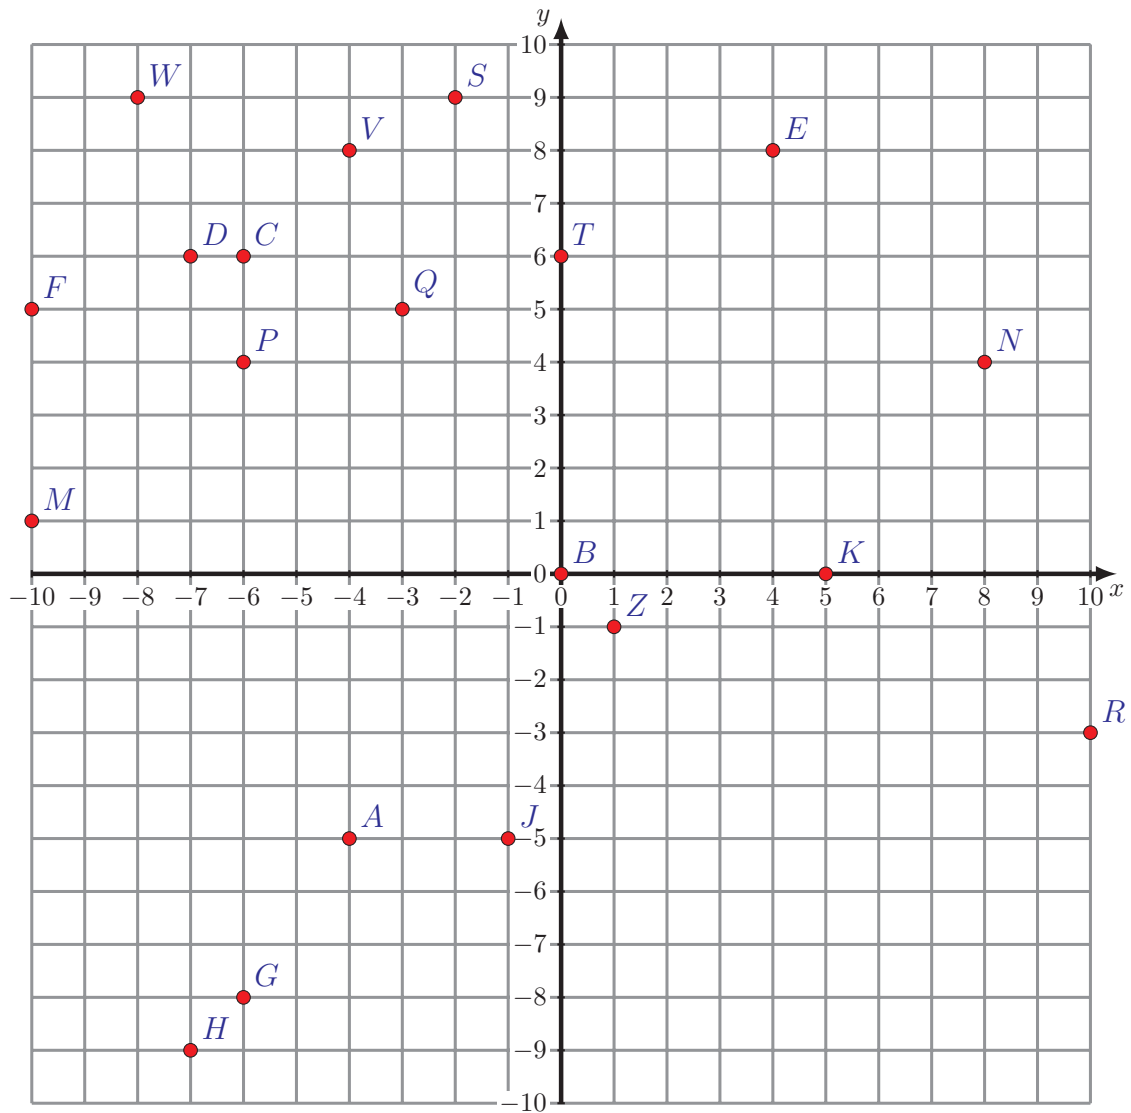 y
10
W S 9
V E 8
7
D C T 6
F Q 5
P N 4
3
2
M 1
B K 0
−10 −9 −8 −7 −6 −5 −4 −3 −2 −1 0 1 2 3 4 5 6 7 8 9 10 x
Z
−1
−2
R
−3
−4
A J −5
−6
−7
G −8
H −9
−10